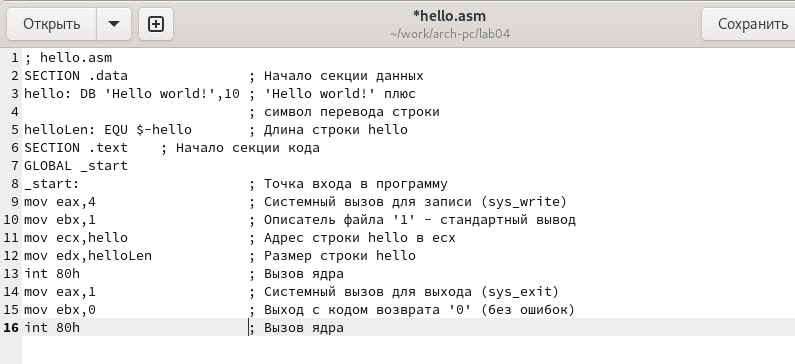 Открыть
*hello.asm
~/work/arch-pc/lab04
Сохранить
1 ; hello.asm
2 SECTION .data ; Начало секции данных
3 hello: DB 'Hello world!',10 ; 'Hello world!' плюс
4 ; символ перевода строки
5 helloLen: EQU $-hello ; Длина строки hello
6 SECTION .text ; Начало секции кода
7 GLOBAL _start
8 _start: ; Точка входа в программу
9 mov eax,4 ; Системный вызов для записи (sys_write)
10 mov ebx,1 ; Описатель файла '1' - стандартный вывод
11 mov ecx,hello ; Адрес строки hello в ecx
12 mov edx,helloLen ; Размер строки hello
13 int 80h ; Вызов ядра
14 mov eax,1 ; Системный вызов для выхода (sys_exit)
15 mov ebx,0 ; Выход с кодом возврата '0' (без ошибок)
16 int 80h ; Вызов ядра